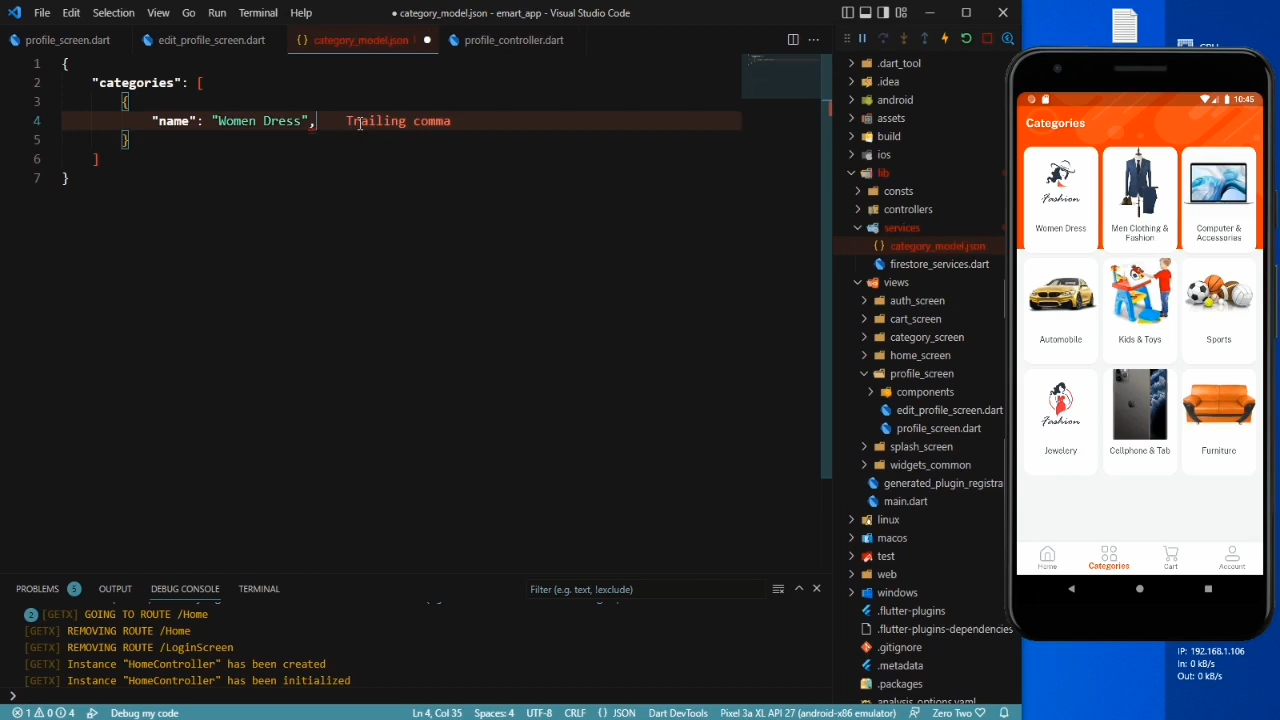 File Edit Selection View Go Run Terminal Help
● category_model.json - emart_app - Visual Studio Code
profile_screen.dart
edit_profile_screen.dart
category_model.json
profile_controller.dart
1 {
2 "categories": [
3 {
4 "name": "Women Dress", Trailing comma
5 }
6 ]
7 }
.dart_tool
.idea
android
assets
build
ios
lib
consts
controllers
services
category_model.json
firestore_services.dart
views
auth_screen
cart_screen
category_screen
home_screen
profile_screen
components
edit_profile_screen.dart
profile_screen.dart
splash_screen
widgets_common
generated_plugin_registra
main.dart
linux
macos
test
web
windows
.flutter-plugins
.flutter-plugins-dependencies
.gitignore
.metadata
.packages
analysis_options.yaml
PROBLEMS 5 OUTPUT DEBUG CONSOLE TERMINAL
Filter (e.g. text, !exclude)
2 [GETX] GOING TO ROUTE /Home
[GETX] REMOVING ROUTE /Home
[GETX] REMOVING ROUTE /LoginScreen
[GETX] Instance "HomeController" has been created
[GETX] Instance "HomeController" has been initialized
1 0 4 Debug my code
Ln 4, Col 35 Spaces: 4 UTF-8 CRLF {} JSON Dart DevTools Pixel 3a XL API 27 (android-x86 emulator) Zero Two
10:45
Categories
Fashion
Women Dress
Men Clothing &
Fashion
Computer &
Accessories
Automobile
Kids & Toys
Sports
Fashion
Jewelery
Cellphone & Tab
Furniture
Home
Categories
Cart
Account
IP: 192.168.1.106
In: 0 kB/s
Out: 0 kB/s